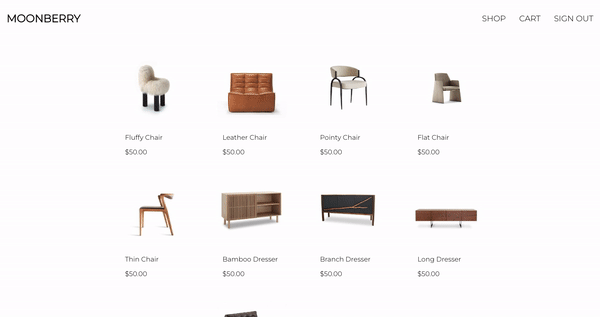 MOONBERRY
SHOP CART SIGN OUT
Fluffy Chair Leather Chair Pointy Chair Flat Chair
$50.00 $50.00 $50.00 $50.00
Thin Chair Bamboo Dresser Branch Dresser Long Dresser
$50.00 $50.00 $50.00 $50.00